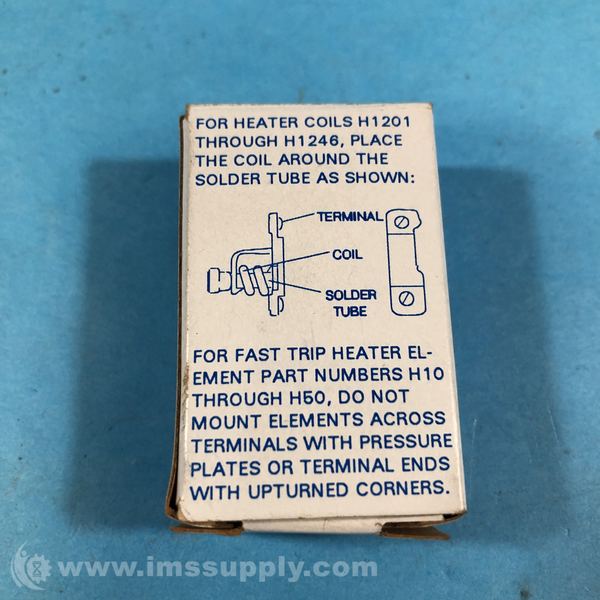 FOR HEATER COILS H1201
THROUGH H1246, PLACE
THE COIL AROUND THE
SOLDER TUBE AS SHOWN:
TERMINAL
COIL
SOLDER
TUBE
FOR FAST TRIP HEATER EL-
EMENT PART NUMBERS H10
THROUGH H50, DO NOT
MOUNT ELEMENTS ACROSS
TERMINALS WITH PRESSURE
PLATES OR TERMINAL ENDS
WITH UPTURNED CORNERS.
www.imssupply.com